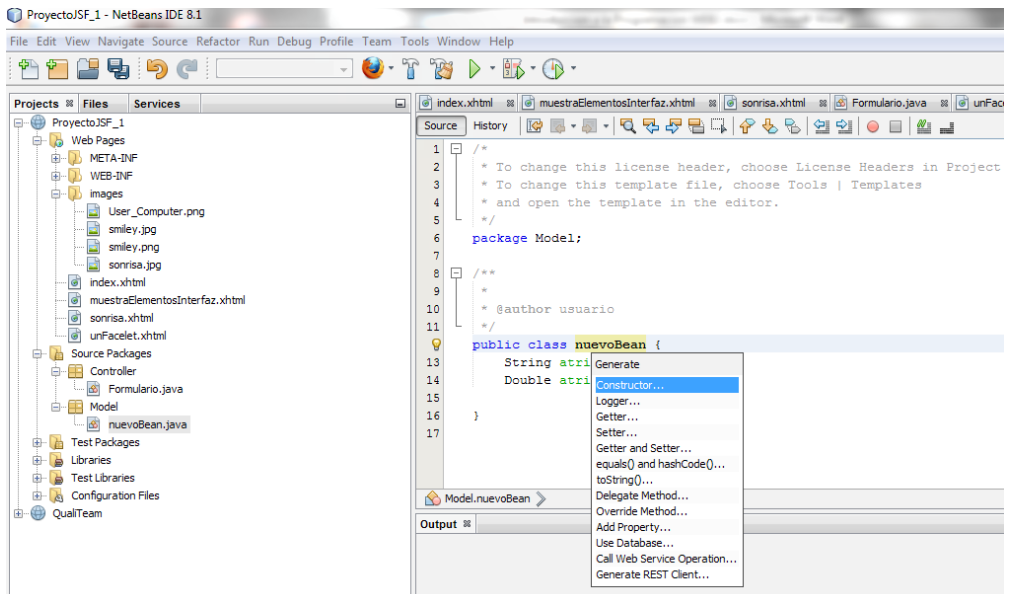 ProyectoJSF_1 - NetBeans IDE 8.1
File Edit View Navigate Source Refactor Run Debug Profile Team Tools Window Help
Projects Files Services
ProyectoJSF_1
Web Pages
META-INF
WEB-INF
images
User_Computer.png
smiley.jpg
smiley.png
sonrisa.jpg
index.xhtml
muestraElementosInterfaz.xhtml
sonrisa.xhtml
unFacelet.xhtml
Source Packages
Controller
Formulario.java
Model
nuevoBean.java
Test Packages
Libraries
Test Libraries
Configuration Files
QualiTeam
index.xhtml muestraElementosInterfaz.xhtml sonrisa.xhtml Formulario.java unFace
Source History
1 /*
2 * To change this license header, choose License Headers in Project
3 * To change this template file, choose Tools | Templates
4 * and open the template in the editor.
5 */
6 package Model;
7
8 /**
9 *
10 * @author usuario
11 */
public class nuevoBean {
13 String atri
14 Double atri
15
16 }
17
Generate
Constructor...
Logger...
Getter...
Setter...
Getter and Setter...
equals() and hashCode()...
toString()...
Delegate Method...
Override Method...
Add Property...
Use Database...
Call Web Service Operation...
Generate REST Client...
Model.nuevoBean
Output